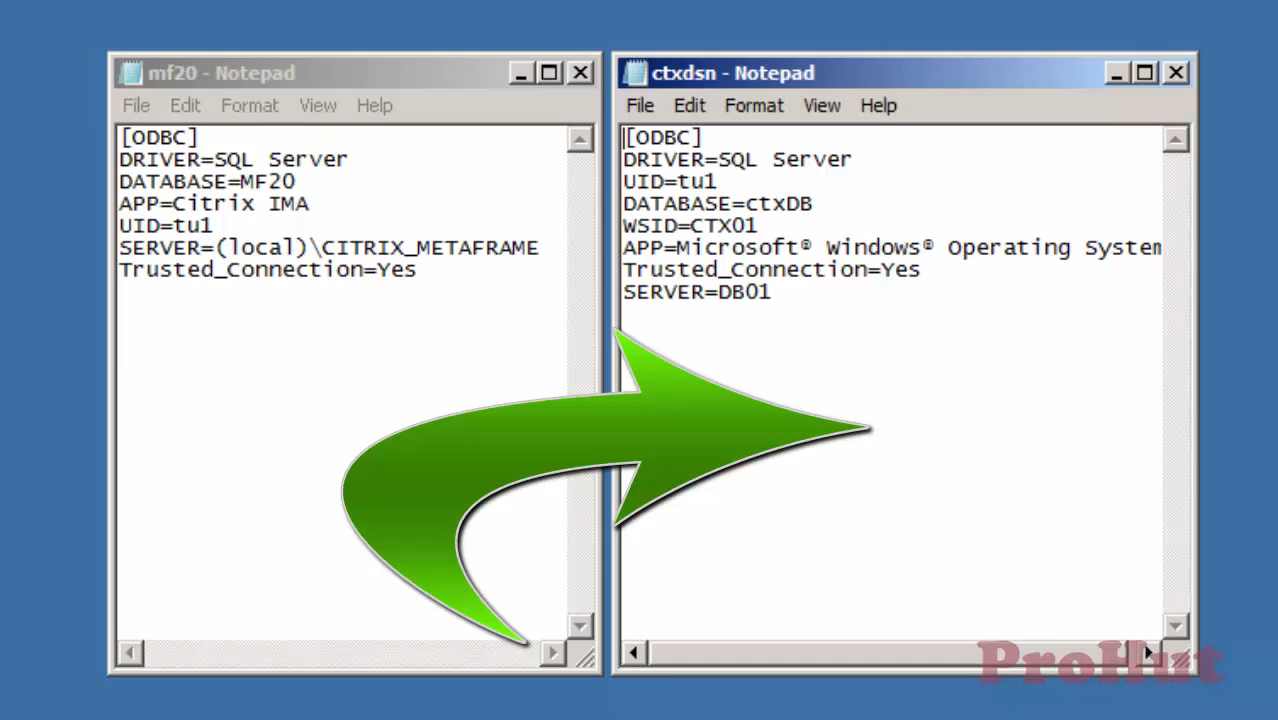 mf20 - Notepad
File Edit Format View Help
[ODBC]
DRIVER=SQL Server
DATABASE=MF20
APP=Citrix IMA
UID=tu1
SERVER=(local)\CITRIX_METAFRAME
Trusted_Connection=Yes
ctxdsn - Notepad
File Edit Format View Help
[ODBC]
DRIVER=SQL Server
UID=tu1
DATABASE=ctxDB
WSID=CTX01
APP=Microsoft® Windows® Operating System
Trusted_Connection=Yes
SERVER=DB01
ProHut